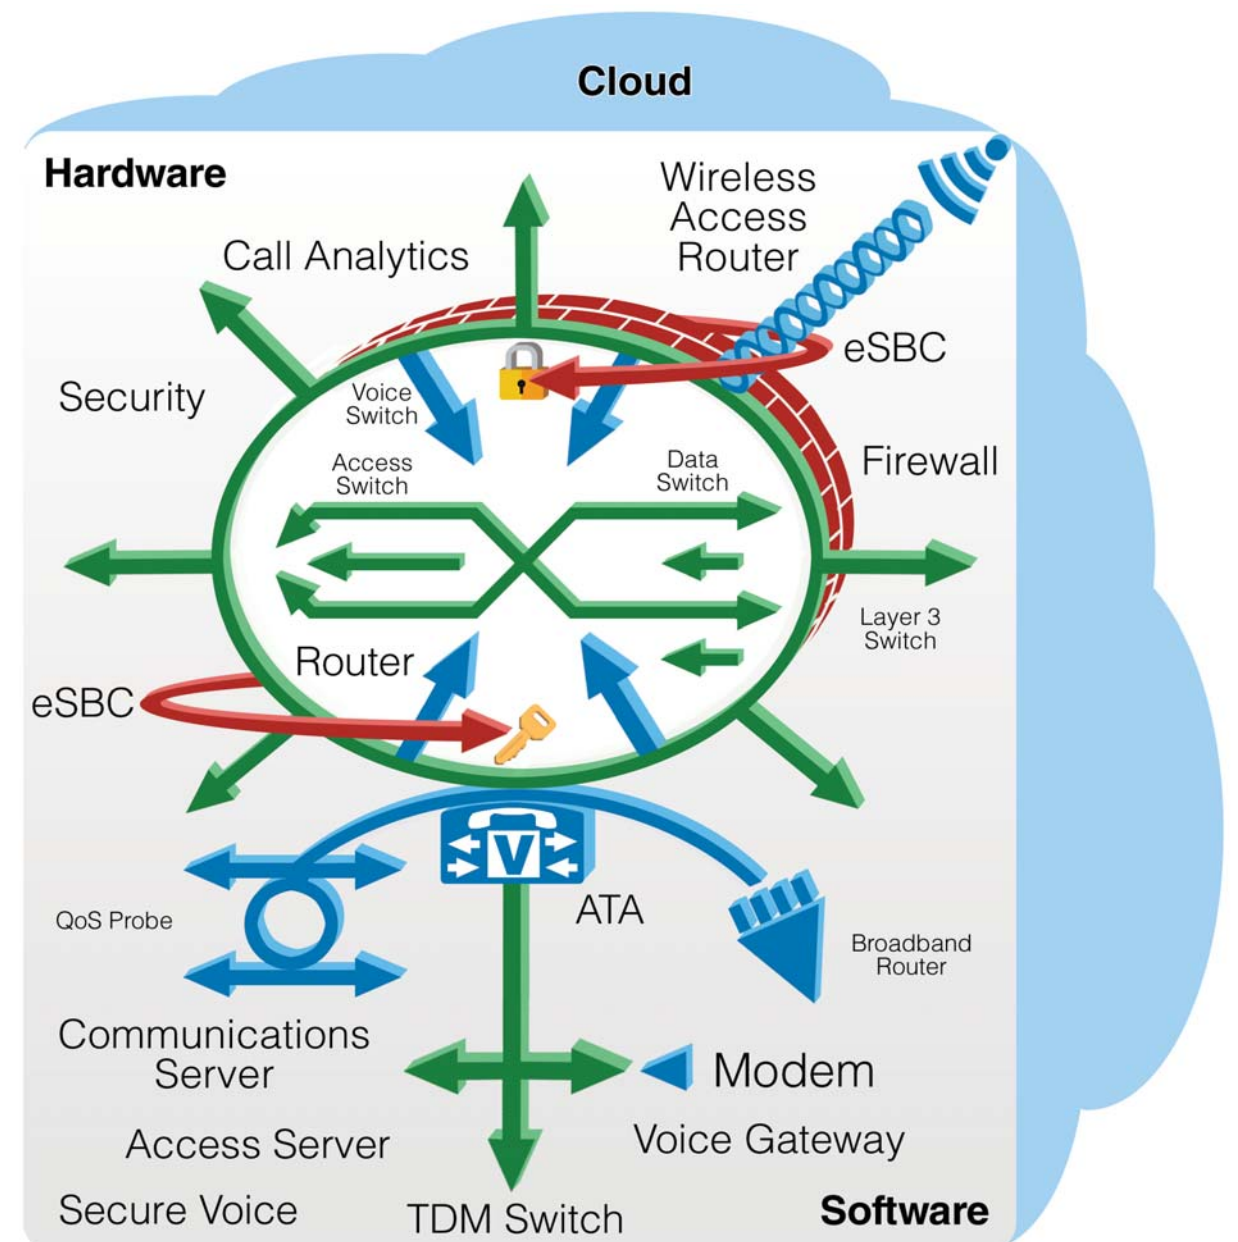 Cloud
Hardware
Wireless
Access
Router
Call Analytics
eSBC
Security
Voice
Switch
Access
Switch
Data
Switch
Firewall
Layer 3
Switch
Router
eSBC
V
ATA
QoS Probe
Broadband
Router
Communications
Server
Modem
Access Server
Voice Gateway
Secure Voice
TDM Switch
Software